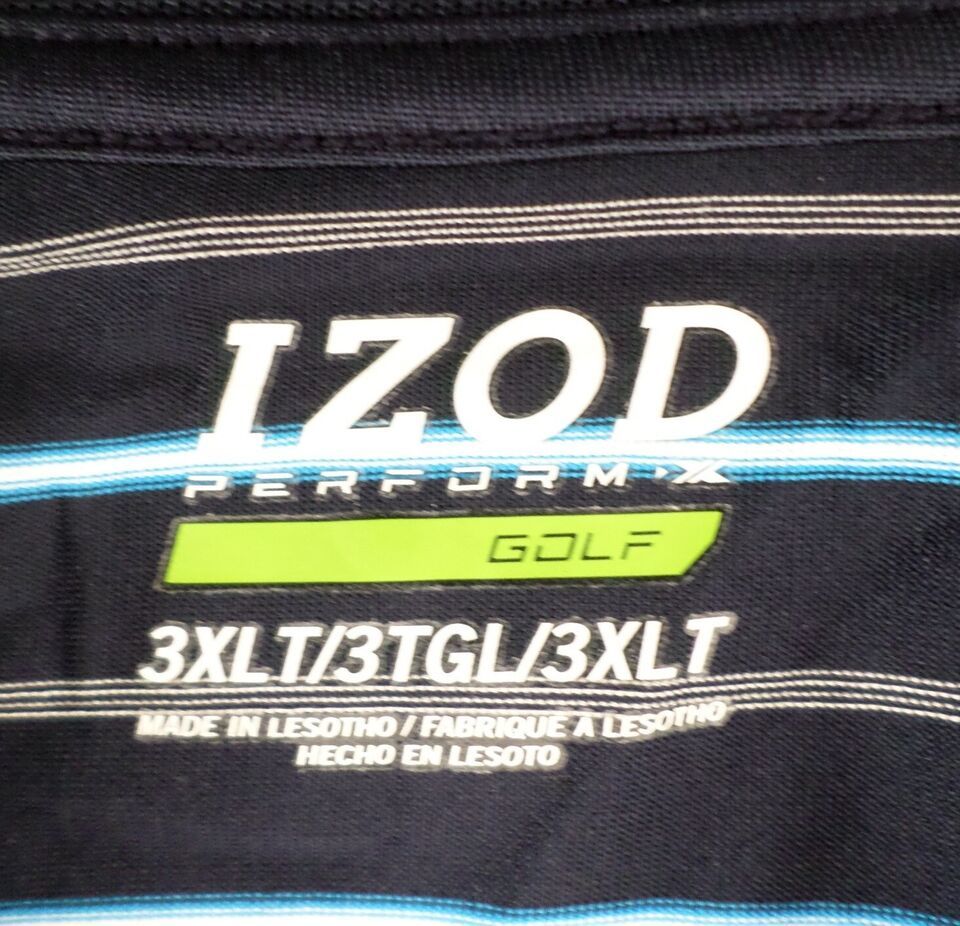 IZOD
PERFORM•X
GOLF
3XLT/3TGL/3XLT
MADE IN LESOTHO / FABRIQUE A LESOTHO
HECHO EN LESOTO